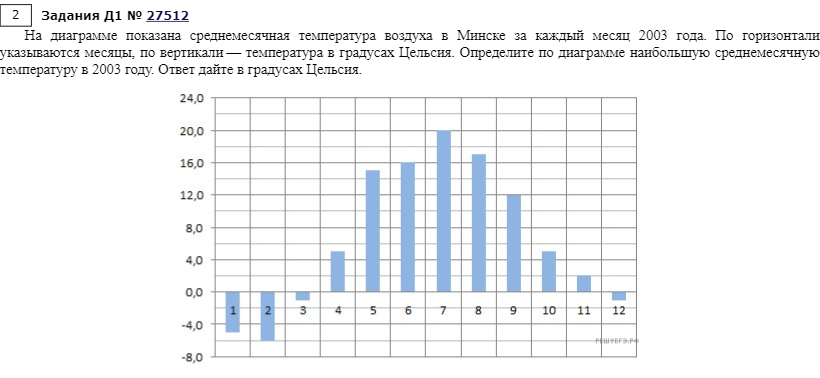 2 Задания Д1 № 27512
На диаграмме показана среднемесячная температура воздуха в Минске за каждый месяц 2003 года. По горизонтали
указываются месяцы, по вертикали — температура в градусах Цельсия. Определите по диаграмме наибольшую среднемесячную
температуру в 2003 году. Ответ дайте в градусах Цельсия.
24,0
20,0
16,0
12,0
8,0
4,0
0,0
1 2 3 4 5 6 7 8 9 10 11 12
-4,0
РЕШУЕГЭ.РФ
-8,0